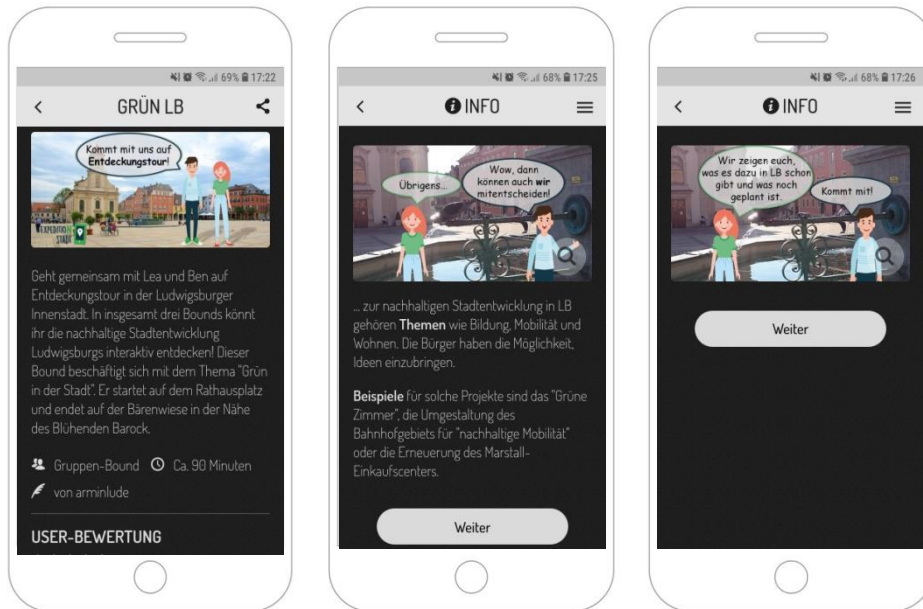 69% 17:22
GRÜN LB
Kommt mit uns auf
Entdeckungstour!
EXPEDITION
STADT
Geht gemeinsam mit Lea und Ben auf
Entdeckungstour in der Ludwigsburger
Innenstadt. In insgesamt drei Bounds könnt
ihr die nachhaltige Stadtentwicklung
Ludwigsburgs interaktiv entdecken! Dieser
Bound beschäftigt sich mit dem Thema "Grün
in der Stadt". Er startet auf dem Rathausplatz
und endet auf der Bärenwiese in der Nähe
des Blühenden Barock.
Gruppen-Bound Ca. 90 Minuten
von arminlude
USER-BEWERTUNG
68% 17:25
INFO
Übrigens...
Wow, dann
können auch wir
mitentscheiden!
... zur nachhaltigen Stadtentwicklung in LB
gehören Themen wie Bildung, Mobilität und
Wohnen. Die Bürger haben die Möglichkeit,
Ideen einzubringen.
Beispiele für solche Projekte sind das "Grüne
Zimmer", die Umgestaltung des
Bahnhofgebiets für "nachhaltige Mobilität"
oder die Erneuerung des Marstall-
Einkaufscenters.
Weiter
68% 17:26
INFO
Wir zeigen euch,
was es dazu in LB schon
gibt und was noch
geplant ist.
Kommt mit!
Weiter